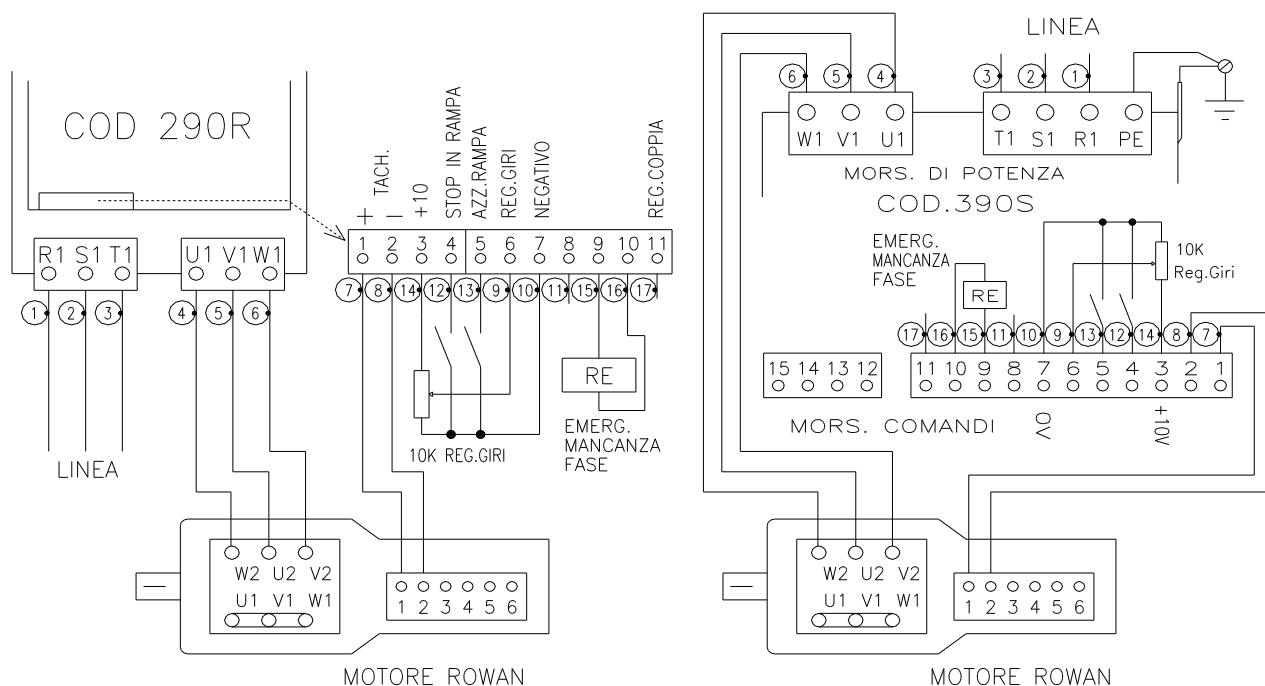 COD 290R
R1 S1 T1
U1 V1 W1
1 2 3
4 5 6
LINEA
+
TACH.
−
+10
STOP IN RAMPA
AZZ.RAMPA
REG.GIRI
NEGATIVO
REG.COPPIA
1 2 3 4 5 6 7 8 9 10 11
7 8 14 12 13 9 10 11 15 16 17
RE
10K REG.GIRI
EMERG.
MANCANZA
FASE
W2 U2 V2
U1 V1 W1
1 2 3 4 5 6
MOTORE ROWAN
LINEA
6 5 4
3 2 1
W1 V1 U1
T1 S1 R1 PE
MORS. DI POTENZA
COD.390S
EMERG.
MANCANZA
FASE
RE
10K
Reg.Giri
17 16 15 11 10 9 13 12 14 8 7
15 14 13 12
11 10 9 8 7 6 5 4 3 2 1
MORS. COMANDI
0V
+10V
W2 U2 V2
U1 V1 W1
1 2 3 4 5 6
MOTORE ROWAN